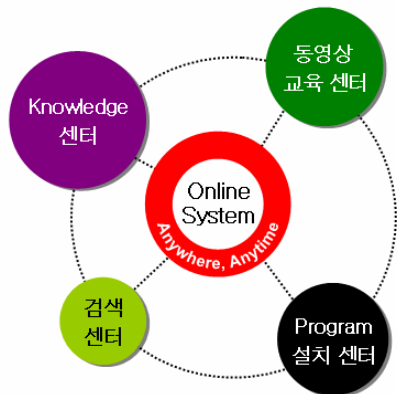 동영상
교육 센터
Knowledge
센터
Online
System
Anywhere, Anytime
검색
센터
Program
설치 센터